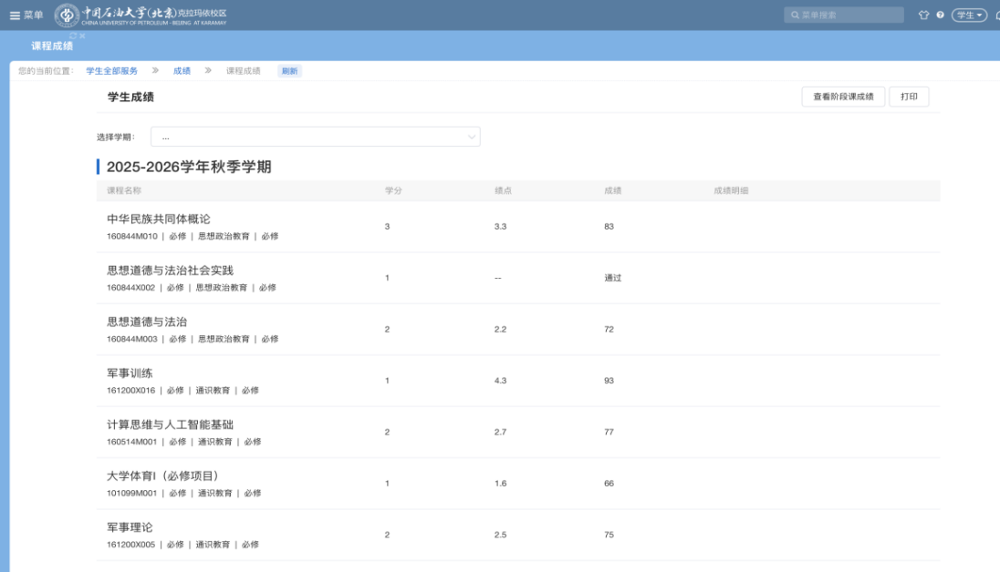 菜单
中国石油大学(北京)克拉玛依校区
CHINA UNIVERSITY OF PETROLEUM-BEIJING AT KARAMAY
菜单搜索
学生
课程成绩
您的当前位置: 学生全部服务 » 成绩 » 课程成绩 刷新
学生成绩
查看阶段课成绩
打印
选择学期: ...
2025-2026学年秋季学期
课程名称 学分 绩点 成绩 成绩明细
中华民族共同体概论
160844M010 | 必修 | 思想政治教育 | 必修
3 3.3 83
思想道德与法治社会实践
160844X002 | 必修 | 思想政治教育 | 必修
1 -- 通过
思想道德与法治
160844M003 | 必修 | 思想政治教育 | 必修
2 2.2 72
军事训练
161200X016 | 必修 | 通识教育 | 必修
1 4.3 93
计算思维与人工智能基础
160514M001 | 必修 | 通识教育 | 必修
2 2.7 77
大学体育I（必修项目）
101099M001 | 必修 | 通识教育 | 必修
1 1.6 66
军事理论
161200X005 | 必修 | 通识教育 | 必修
2 2.5 75